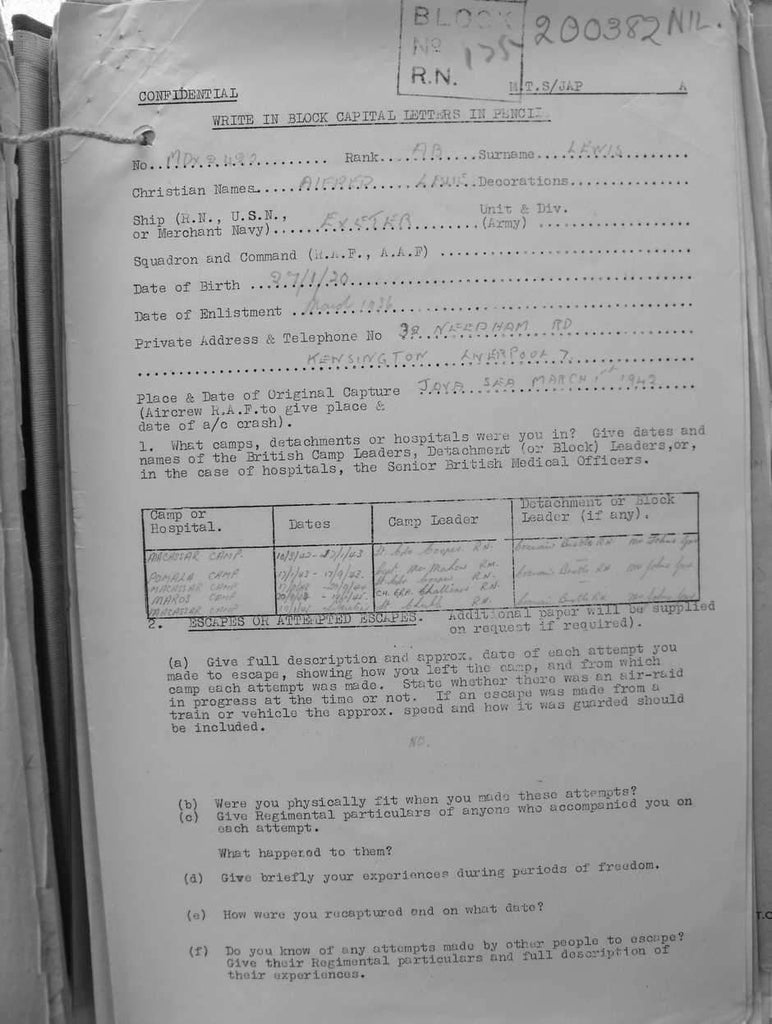 BLOCK
No 175
R.N.
200382 NIL.
CONFIDENTIAL
M.T.S/JAP A
WRITE IN BLOCK CAPITAL LETTERS IN PENCIL.
No. Rank AB Surname LEWIS
Christian Names ALFRED Decorations
Ship (R.N., U.S.N., Unit & Div.
or Merchant Navy) EXETER (Army)
Squadron and Command (R.A.F., A.A.F)
Date of Birth 27/1/20
Date of Enlistment 1936
Private Address & Telephone No 38 NEEDHAM RD
KENSINGTON LIVERPOOL 7
Place & Date of Original Capture JAVA SEA MARCH 1st 1942
(Aircrew R.A.F. to give place &
date of a/c crash).
1. What camps, detachments or hospitals were you in? Give dates and
names of the British Camp Leaders, Detachment (or Block) Leaders, or,
in the case of hospitals, the Senior British Medical Officers.
Camp or Hospital. Dates Camp Leader Detachment or Block Leader (if any).
MACASSAR CAMP. Lt Cdr Cooper R.N.
POMALA CAMP
MACASSAR CAMP
MAROS CAMP
MACASSAR CAMP
2. ESCAPES OR ATTEMPTED ESCAPES. Additional paper will be supplied
on request if required).
(a) Give full description and approx. date of each attempt you
made to escape, showing how you left the camp, and from which
camp each attempt was made. State whether there was an air-raid
in progress at the time or not. If an escape was made from a
train or vehicle the approx. speed and how it was guarded should
be included.
NO.
(b) Were you physically fit when you made these attempts?
(c) Give Regimental particulars of anyone who accompanied you on
each attempt.
What happened to them?
(d) Give briefly your experiences during periods of freedom.
(e) How were you recaptured and on what date?
(f) Do you know of any attempts made by other people to escape?
Give their Regimental particulars and full description of
their experiences.